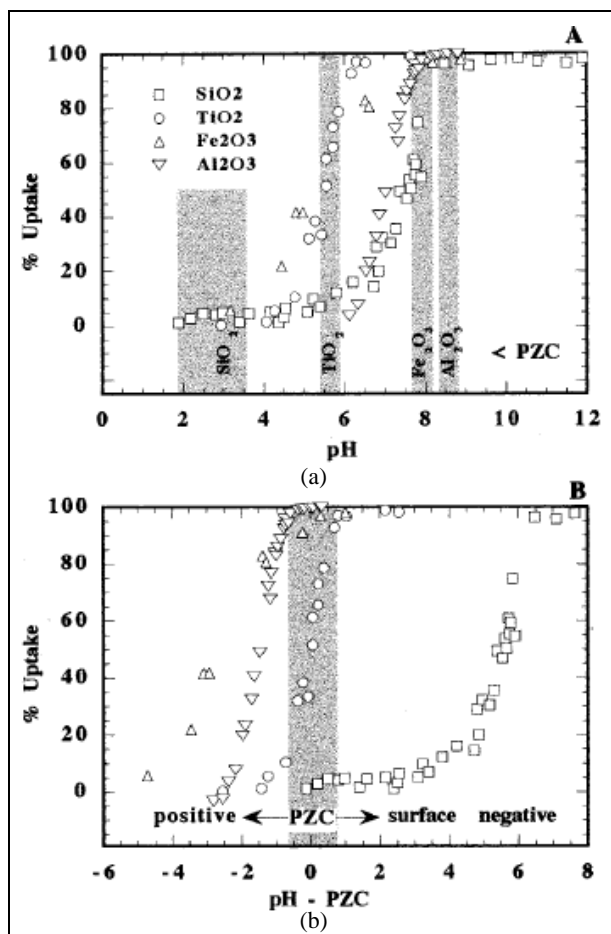 A
100
80
60
40
20
0
% Uptake
SiO2
TiO2
Fe2O3
Al2O3
SiO2
TiO2
Fe2O3
Al2O3
< PZC
0 2 4 6 8 10 12
pH
(a)
B
100
80
60
40
20
0
% Uptake
positive PZC surface negative
-6 -4 -2 0 2 4 6 8
pH - PZC
(b)